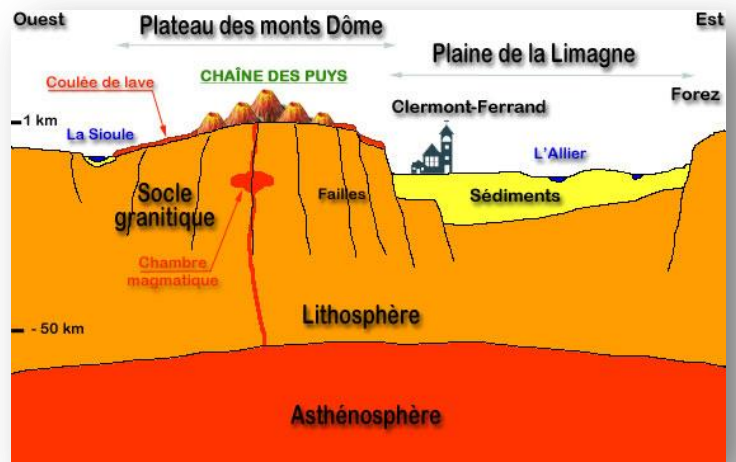 Ouest
Plateau des monts Dôme
Est
Plaine de la Limagne
CHAÎNE DES PUYS
Coulée de lave
Forez
Clermont-Ferrand
1 km
La Sioule
L'Allier
Socle
granitique
Failles
Sédiments
Chambre
magmatique
Lithosphère
- 50 km
Asthénosphère